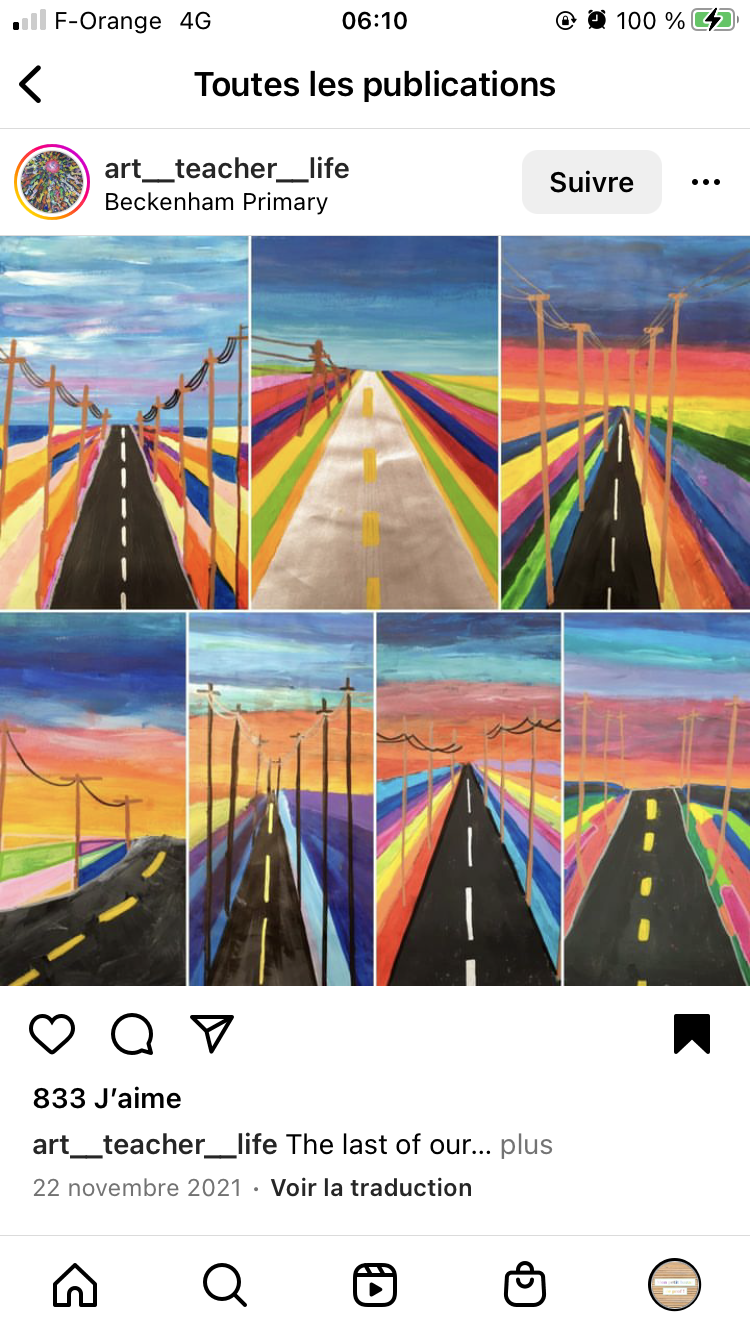 F-Orange 4G 06:10 100 %
Toutes les publications
art__teacher__life
Beckenham Primary
Suivre
833 J’aime
art__teacher__life The last of our... plus
22 novembre 2021 · Voir la traduction